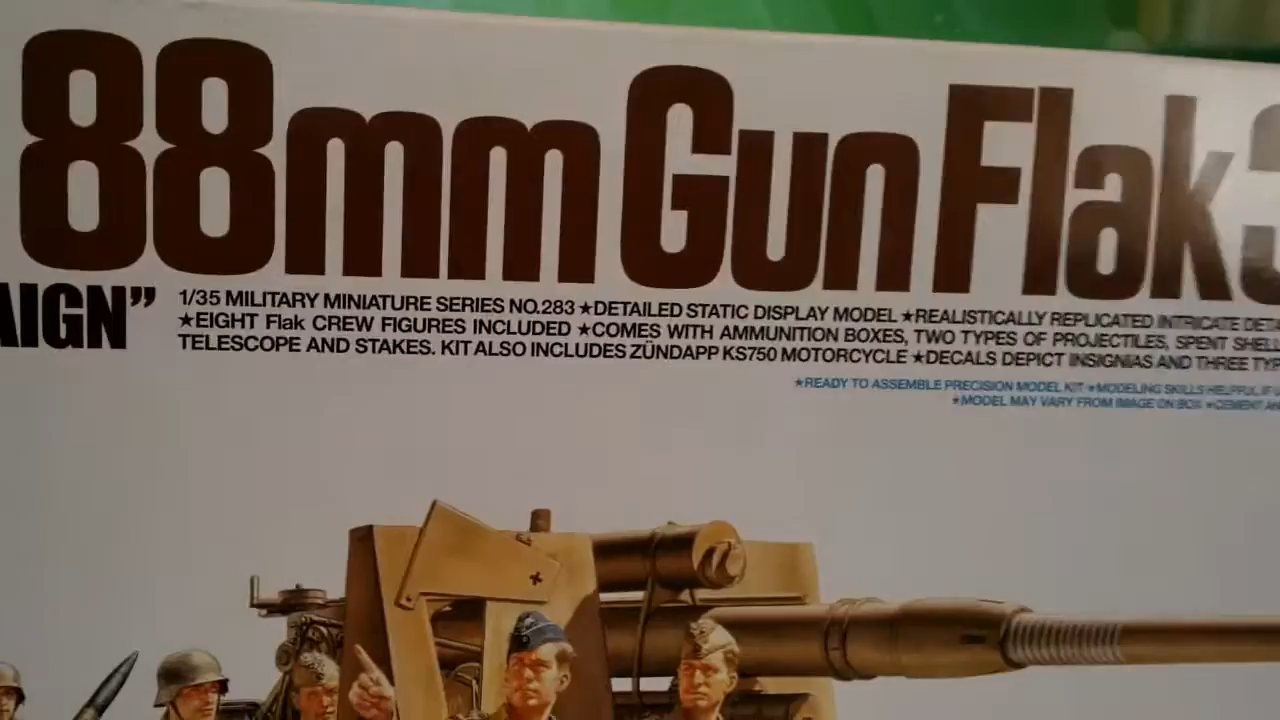 88mm Gun Flak
AIGN”
1/35 MILITARY MINIATURE SERIES NO.283 ★DETAILED STATIC DISPLAY MODEL ★REALISTICALLY REPLICATED INTRICATE
★EIGHT Flak CREW FIGURES INCLUDED ★COMES WITH AMMUNITION BOXES, TWO TYPES OF PROJECTILES, SPENT SHELL
TELESCOPE AND STAKES. KIT ALSO INCLUDES ZÜNDAPP KS750 MOTORCYCLE ★DECALS DEPICT INSIGNIAS AND THREE
★READY TO ASSEMBLE PRECISION MODEL KIT ★MODELING SKILLS HELPFUL IF
★MODEL MAY VARY FROM IMAGE ON BOX ★CEMENT